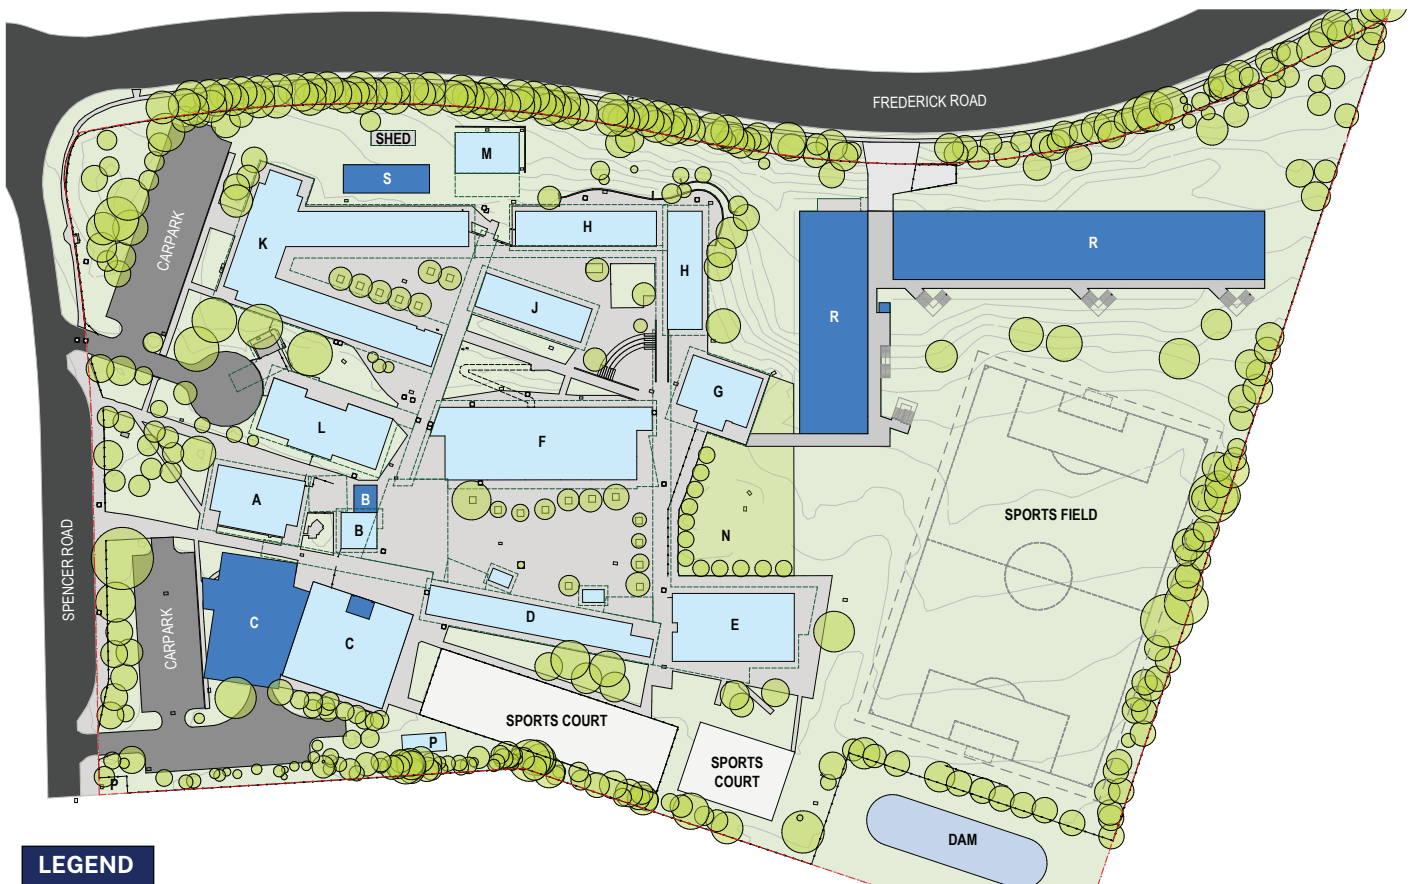 FREDERICK ROAD
SHED
M
S
K
H
H
CARPARK
J
R
R
G
L
F
A
B
B
N
SPORTS FIELD
SPENCER ROAD
C
C
D
E
CARPARK
SPORTS COURT
P
SPORTS
COURT
P
DAM
LEGEND